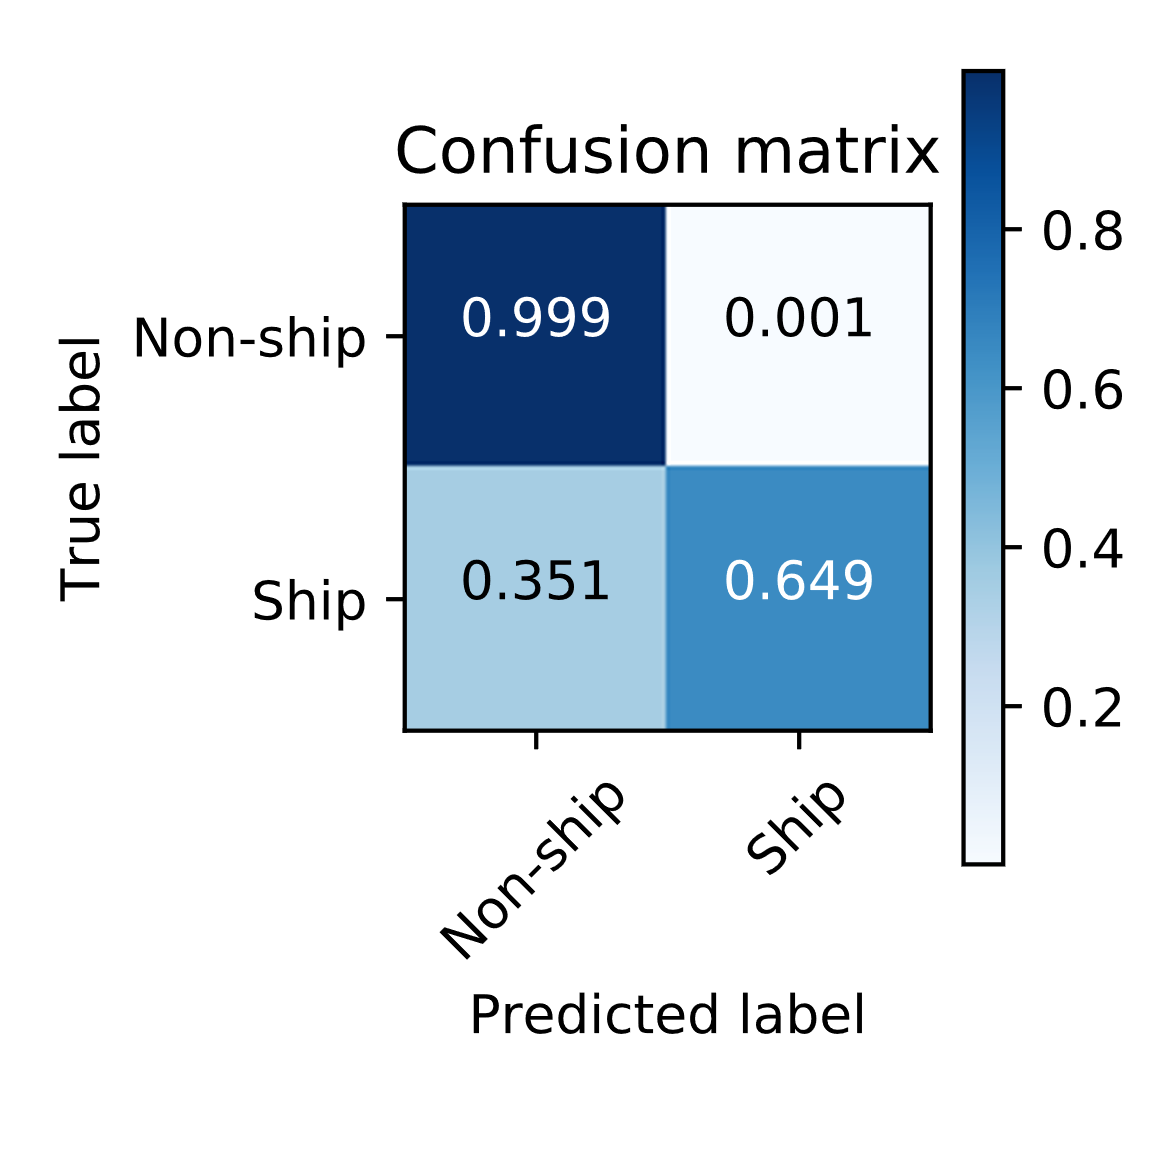 Confusion matrix
True label
Non-ship
0.999
0.001
Ship
0.351
0.649
Non-ship
Ship
Predicted label
0.8
0.6
0.4
0.2